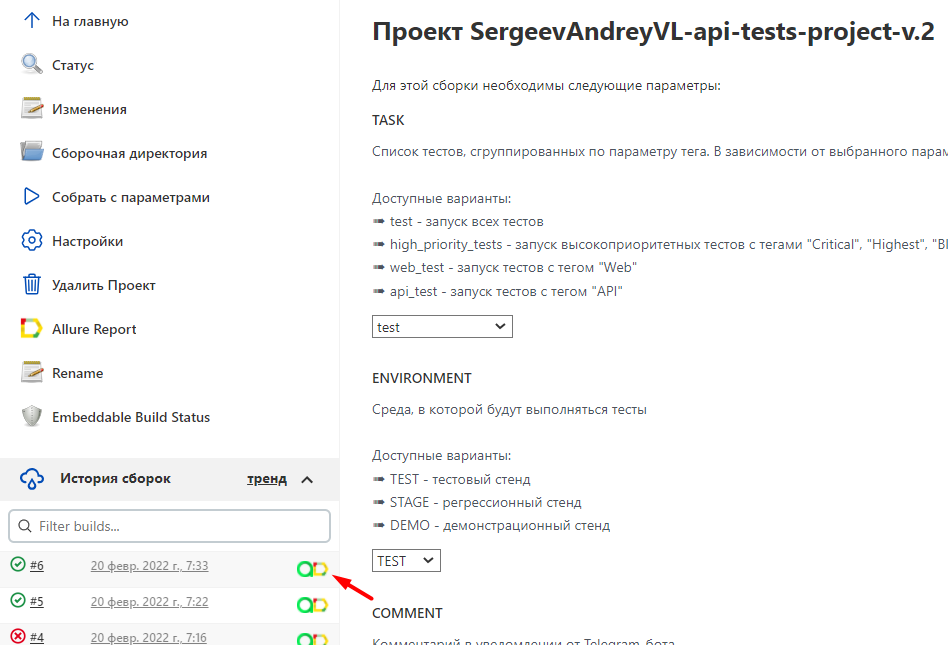 На главную
Статус
Изменения
Сборочная директория
Собрать с параметрами
Настройки
Удалить Проект
Allure Report
Rename
Embeddable Build Status
История сборок тренд
Filter builds...
#6 20 февр. 2022 г., 7:33
#5 20 февр. 2022 г., 7:22
#4 20 февр. 2022 г., 7:16
Проект SergeevAndreyVL-api-tests-project-v.2
Для этой сборки необходимы следующие параметры:
TASK
Список тестов, сгруппированных по параметру тега. В зависимости от выбранного парам
Доступные варианты:
➠ test - запуск всех тестов
➠ high_priority_tests - запуск высокоприоритетных тестов с тегами "Critical", "Highest", "Bl
➠ web_test - запуск тестов с тегом "Web"
➠ api_test - запуск тестов с тегом "API"
test
ENVIRONMENT
Среда, в которой будут выполняться тесты
Доступные варианты:
➠ TEST - тестовый стенд
➠ STAGE - регрессионный стенд
➠ DEMO - демонстрационный стенд
TEST
COMMENT
Комментарий в уведомлении от Telegram-бота